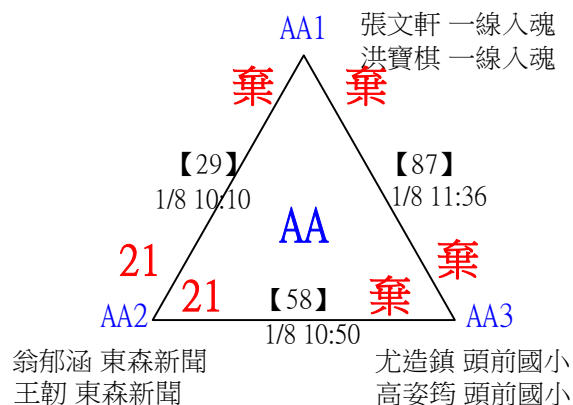 AA1
張文軒 一線入魂
洪寶棋 一線入魂
棄
棄
【29】
1/8 10:10
【87】
1/8 11:36
AA
21
21
棄
棄
【58】
1/8 10:50
AA2
AA3
翁郁涵 東森新聞
王韌 東森新聞
尤造鎮 頭前國小
高姿筠 頭前國小